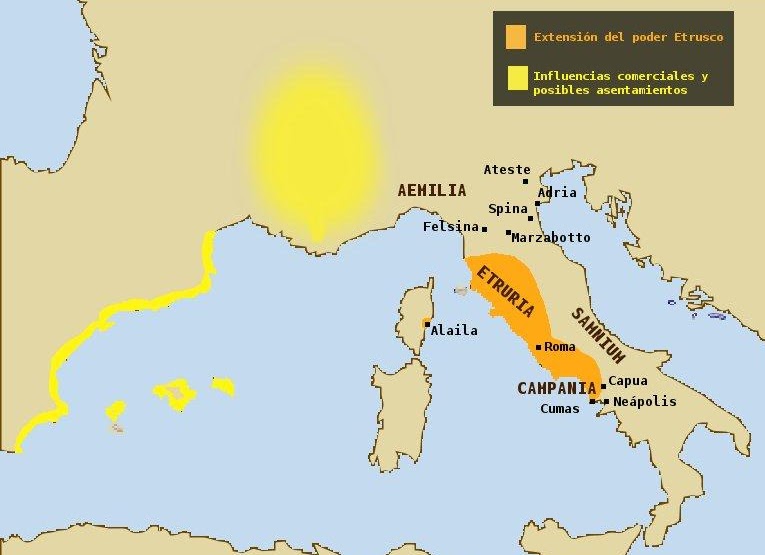 Extensión del poder Etrusco
Influencias comerciales y
posibles asentamientos
Ateste
AEMILIA
Adria
Spina
Felsina
Marzabotto
ETRURIA
SAHNIUM
Alaila
Roma
CAMPANIA
Capua
Cumas
Neápolis